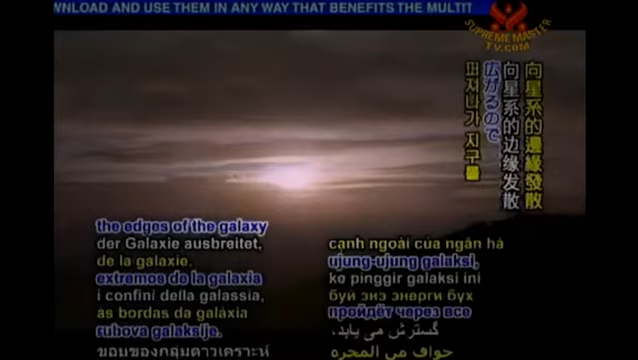 WNLOAD AND USE THEM IN ANY WAY THAT BENEFITS THE MULTIT
SUPREME MASTER
TV.COM
向星系的邊緣發散
向星系的边缘发散
広がるので
퍼져나가 지구를
the edges of the galaxy
der Galaxie ausbreitet,
de la galaxie.
extremos de la galaxia
i confini della galassia,
às bordas da galáxia
rubova galaksije.
ขอบของกลุ่มดาวเคราะห์
cạnh ngoài của ngân hà
ujung-ujung galaksi,
ke pinggir galaksi ini
бүй энэ энерги бүх
пройдёт через все
گسترش می یابد،
حواف من المجره